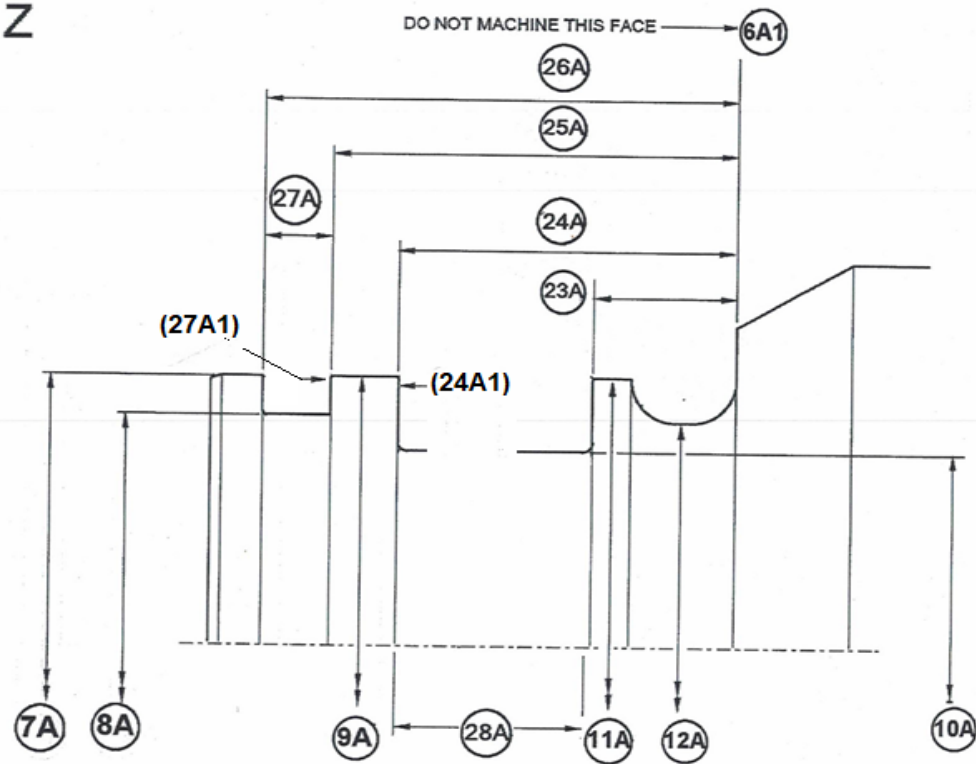 Z
DO NOT MACHINE THIS FACE
6A1
26A
25A
27A
24A
23A
(27A1)
(24A1)
7A
8A
9A
28A
11A
12A
10A